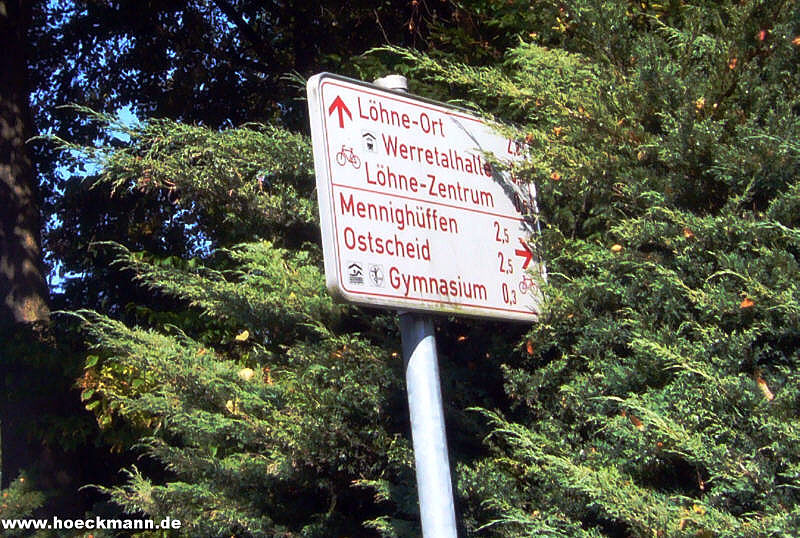 Löhne-Ort
Werretalhalle
Löhne-Zentrum
Mennighüffen 2,5
Ostscheid 2,5
Gymnasium 0,3
www.hoeckmann.de